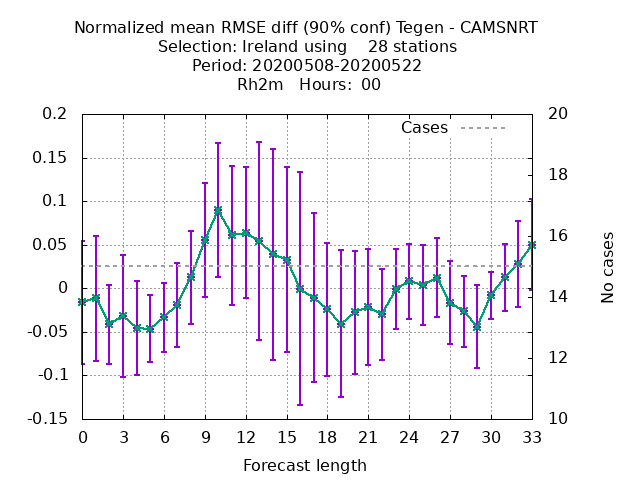 Normalized mean RMSE diff (90% conf) Tegen - CAMSNRT
Selection: Ireland using    28 stations
Period: 20200508-20200522
Rh2m   Hours:  00
Cases
0.2
0.15
0.1
0.05
0
-0.05
-0.1
-0.15
20
18
16
14
12
10
No cases
0 3 6 9 12 15 18 21 24 27 30 33
Forecast length